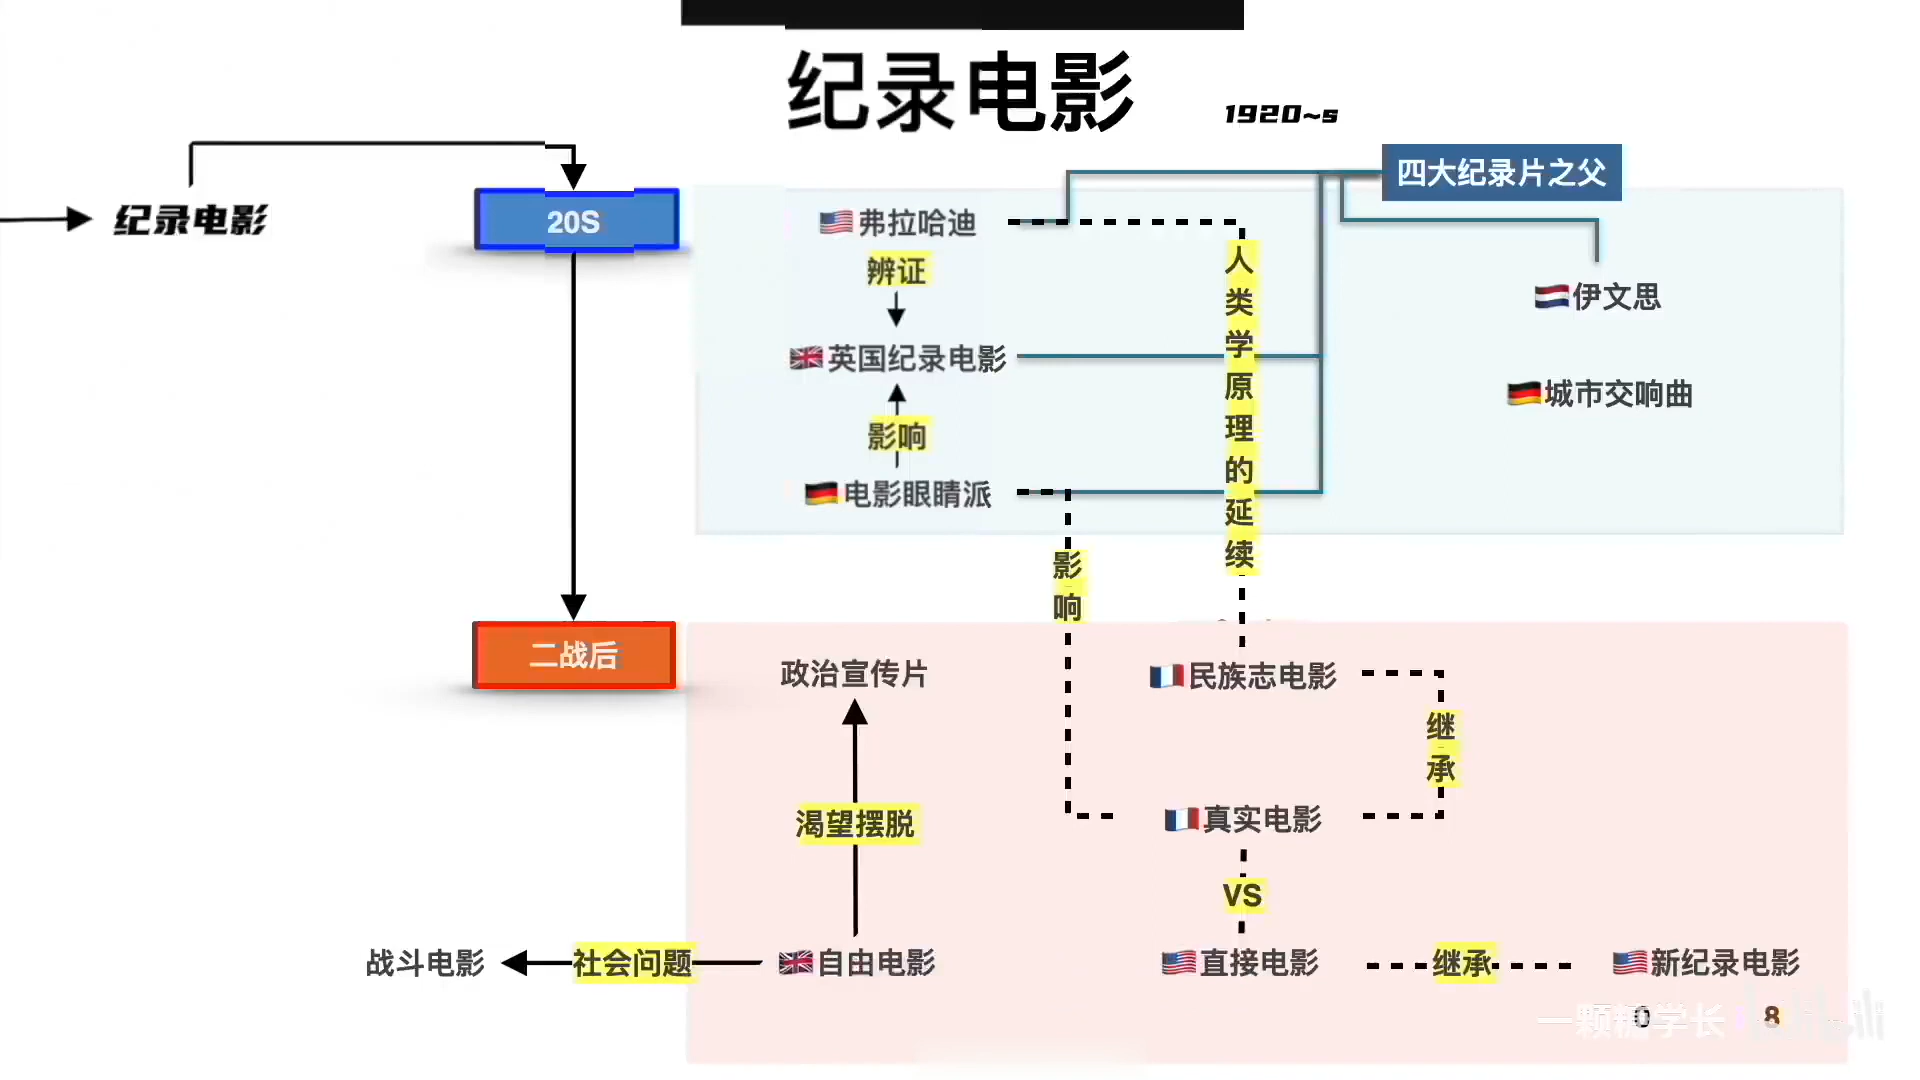 纪录电影
1920~s
四大纪录片之父
纪录电影
20S
弗拉哈迪
辨证
英国纪录电影
影响
电影眼睛派
人类学原理的延续
伊文思
城市交响曲
影响
二战后
政治宣传片
民族志电影
继承
渴望摆脱
真实电影
VS
战斗电影
社会问题
自由电影
直接电影
继承
新纪录电影
一颗糖学长